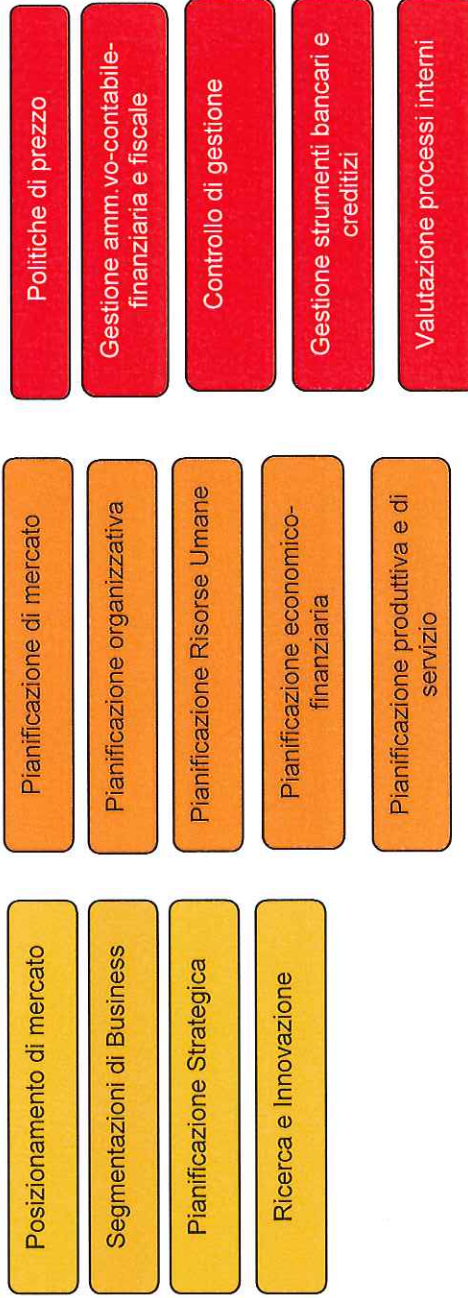 Posizionamento di mercato
Segmentazioni di Business
Pianificazione Strategica
Ricerca e Innovazione
Pianificazione di mercato
Pianificazione organizzativa
Pianificazione Risorse Umane
Pianificazione economico-
finanziaria
Pianificazione produttiva e di
servizio
Politiche di prezzo
Gestione amm.vo-contabile-
finanziaria e fiscale
Controllo di gestione
Gestione strumenti bancari e
creditizi
Valutazione processi interni